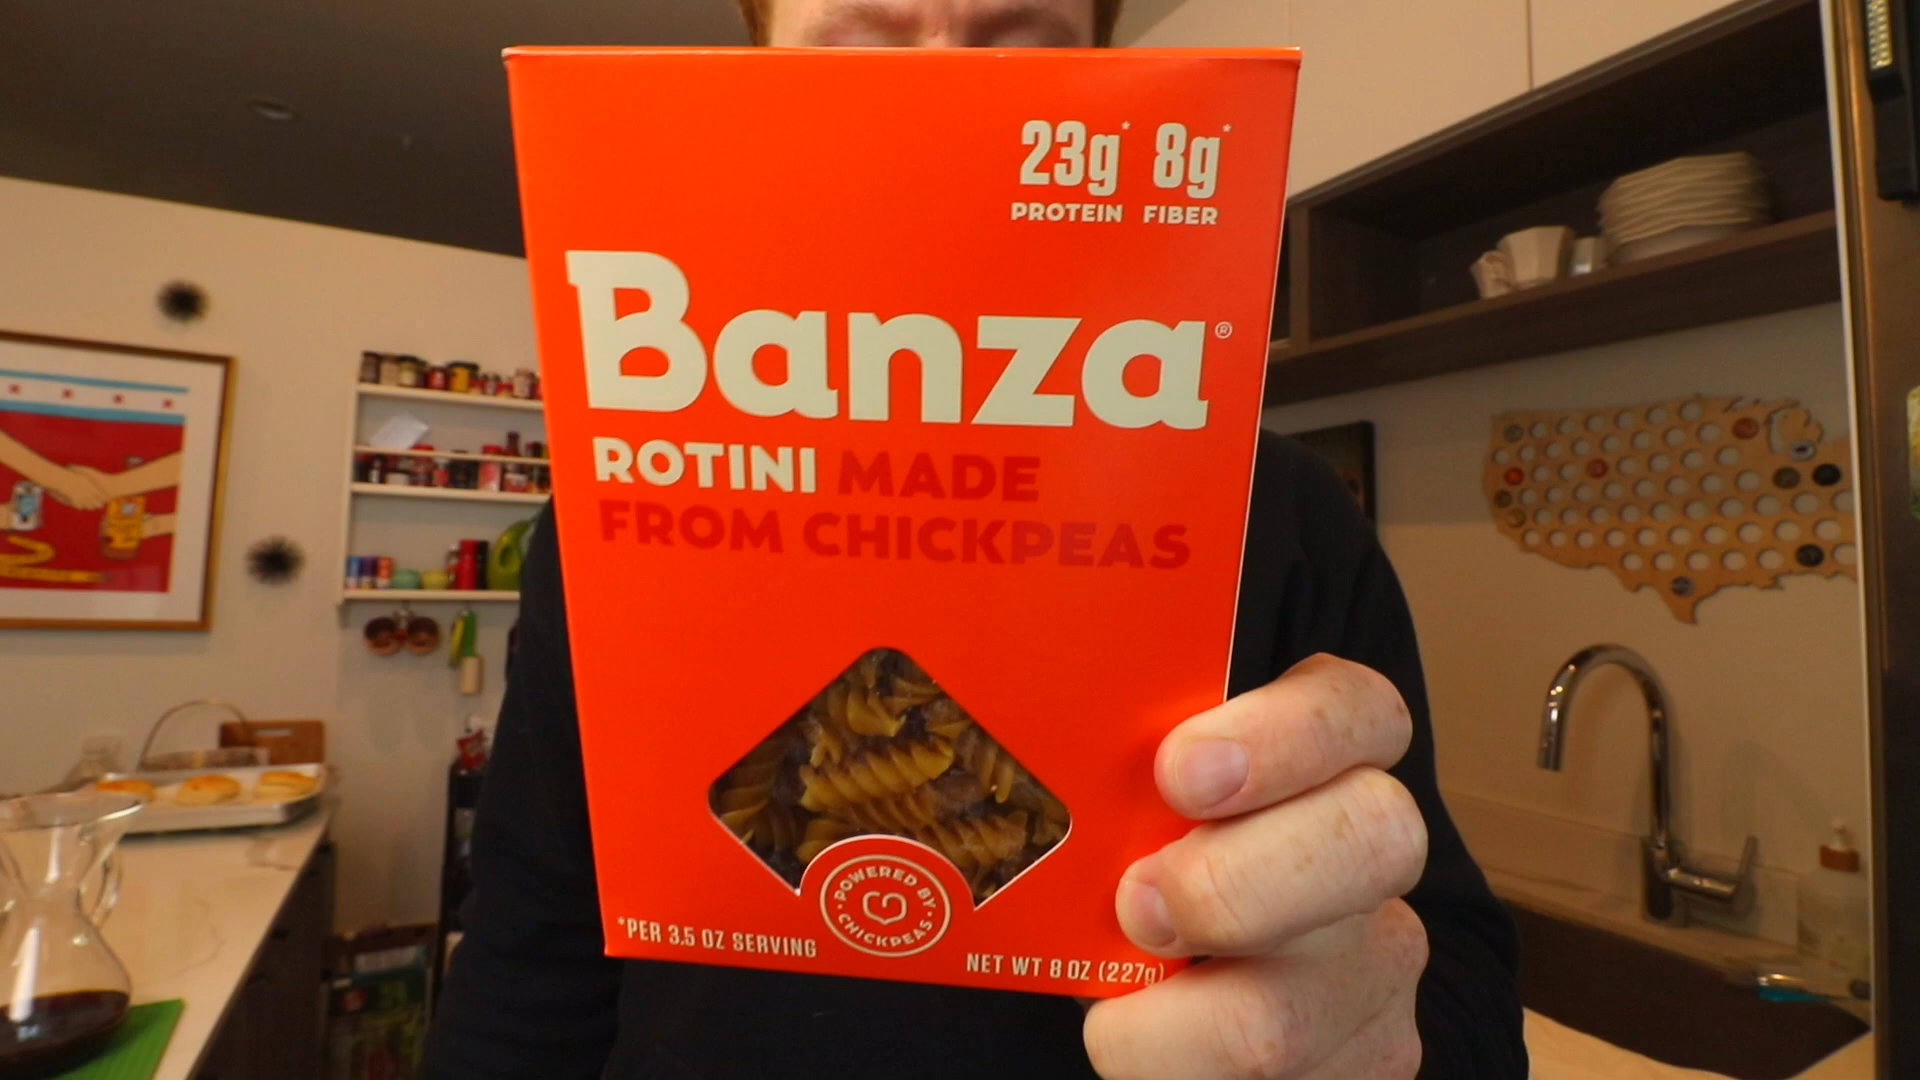 23g* 8g*
PROTEIN FIBER
Banza®
ROTINI MADE
FROM CHICKPEAS
POWERED BY
CHICKPEAS
*PER 3.5 OZ SERVING
NET WT 8 OZ (227g)